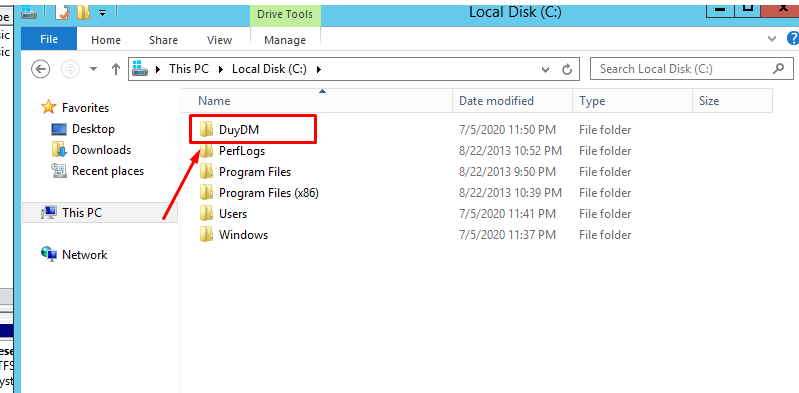 Drive Tools
Local Disk (C:)
File Home Share View Manage
This PC Local Disk (C:)
Search Local Disk (C:)
Name Date modified Type Size
Favorites
Desktop
Downloads
Recent places
This PC
Network
DuyDM 7/5/2020 11:50 PM File folder
PerfLogs 8/22/2013 10:52 PM File folder
Program Files 8/22/2013 9:50 PM File folder
Program Files (x86) 8/22/2013 10:39 PM File folder
Users 7/5/2020 11:41 PM File folder
Windows 7/5/2020 11:37 PM File folder